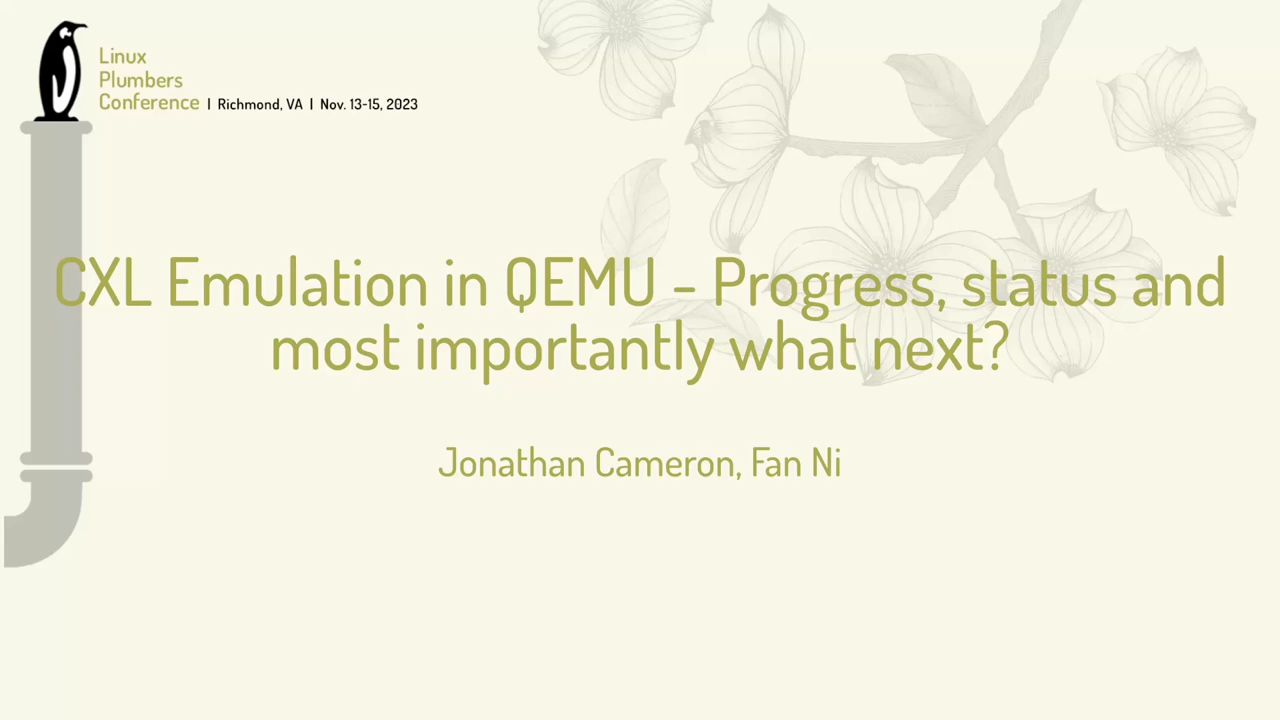 Linux
Plumbers
Conference | Richmond, VA | Nov. 13-15, 2023
CXL Emulation in QEMU - Progress, status and
most importantly what next?
Jonathan Cameron, Fan Ni